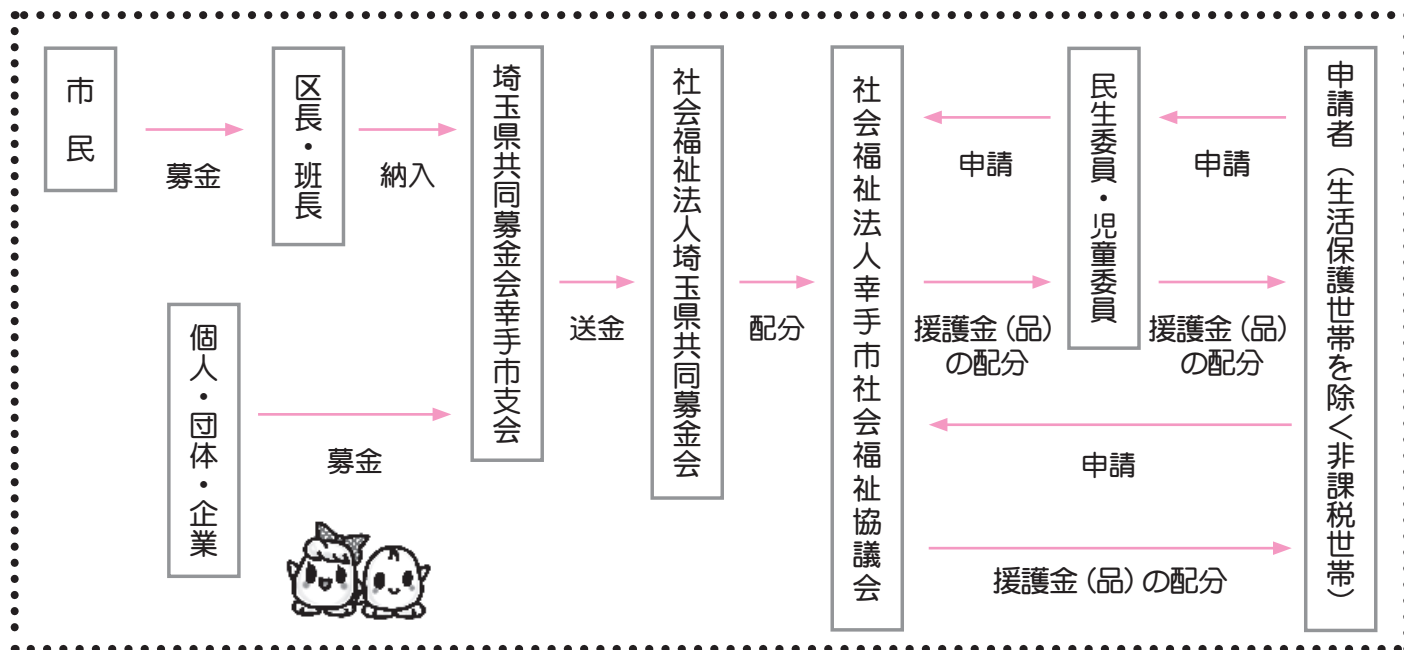 市民
募金
区長・班長
納入
個人・団体・企業
募金
埼玉県共同募金会幸手市支会
送金
社会福祉法人埼玉県共同募金会
配分
社会福祉法人幸手市社会福祉協議会
申請
援護金（品）
の配分
民生委員・児童委員
申請
援護金（品）
の配分
申請
援護金（品）の配分
申請者（生活保護世帯を除く非課税世帯）